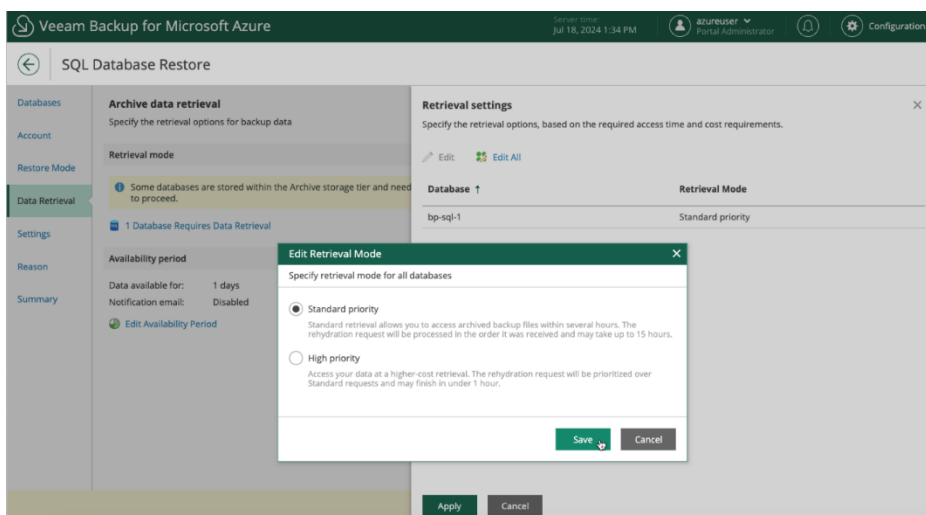 Veeam Backup for Microsoft Azure
Server time:
Jul 18, 2024 1:34 PM
azureuser
Portal Administrator
Configuration
SQL Database Restore
Databases
Account
Restore Mode
Data Retrieval
Settings
Reason
Summary
Archive data retrieval
Specify the retrieval options for backup data
Retrieval mode
Some databases are stored within the Archive storage tier and need
to proceed.
1 Database Requires Data Retrieval
Availability period
Data available for: 1 days
Notification email: Disabled
Edit Availability Period
Retrieval settings
Specify the retrieval options, based on the required access time and cost requirements.
Edit Edit All
Database Retrieval Mode
bp-sql-1 Standard priority
Edit Retrieval Mode
Specify retrieval mode for all databases
Standard priority
Standard retrieval allows you to access archived backup files within several hours. The
rehydration request will be processed in the order it was received and may take up to 15 hours.
High priority
Access your data at a higher-cost retrieval. The rehydration request will be prioritized over
Standard requests and may finish in under 1 hour.
Save Cancel
Apply Cancel